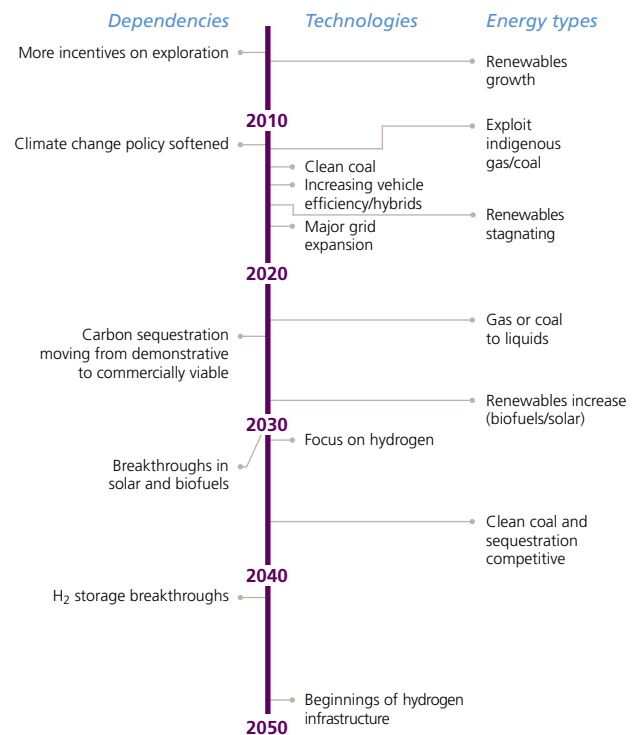 Dependencies
Technologies
Energy types
More incentives on exploration
Renewables
growth
2010
Climate change policy softened
Exploit
indigenous
gas/coal
Clean coal
Increasing vehicle
efficiency/hybrids
Renewables
stagnating
Major grid
expansion
2020
Gas or coal
to liquids
Carbon sequestration
moving from demonstrative
to commercially viable
Renewables increase
(biofuels/solar)
2030
Focus on hydrogen
Breakthroughs in
solar and biofuels
Clean coal and
sequestration
competitive
2040
H2 storage breakthroughs
Beginnings of hydrogen
infrastructure
2050